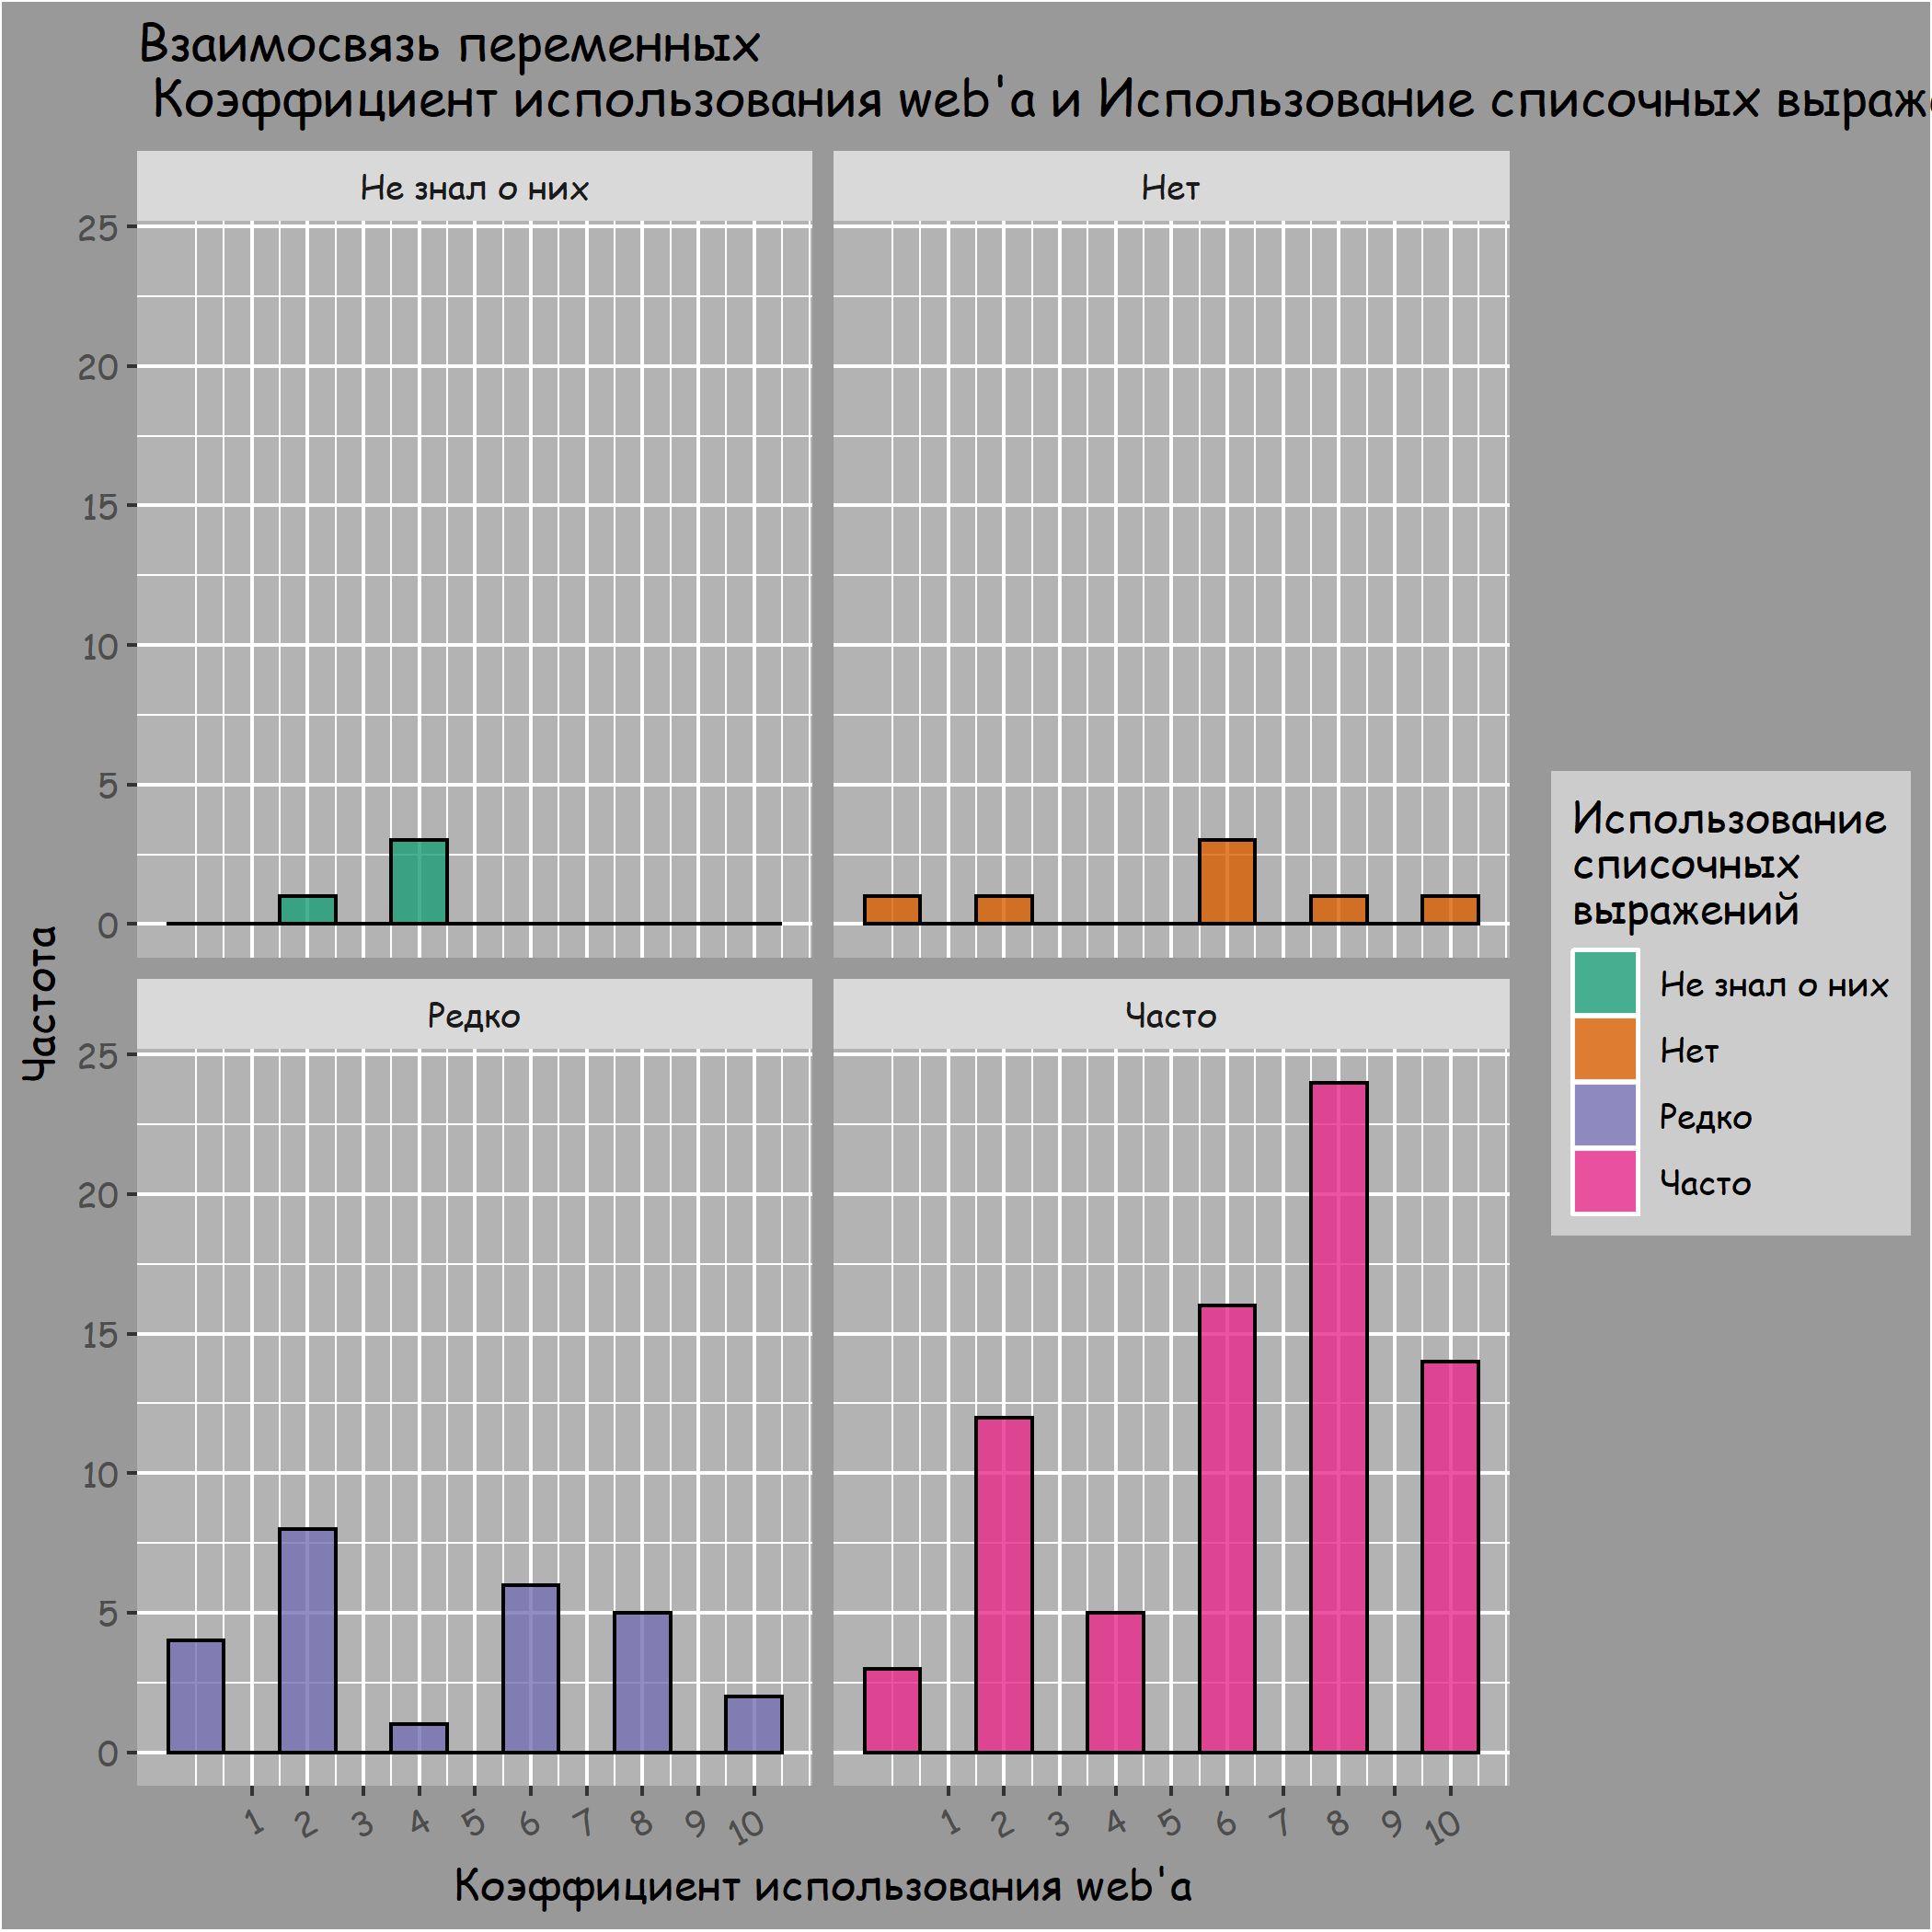 Взаимосвязь переменных
Коэффициент использования web'а и Использование списочных
Не знал о них
Нет
25
20
15
10
5
0
Редко
Часто
25
20
15
10
5
0
Частота
1 2 3 4 5 6 7 8 9 10
1 2 3 4 5 6 7 8 9 10
Коэффициент использования web'а
Использование
списочных
выражений
Не знал о них
Нет
Редко
Часто